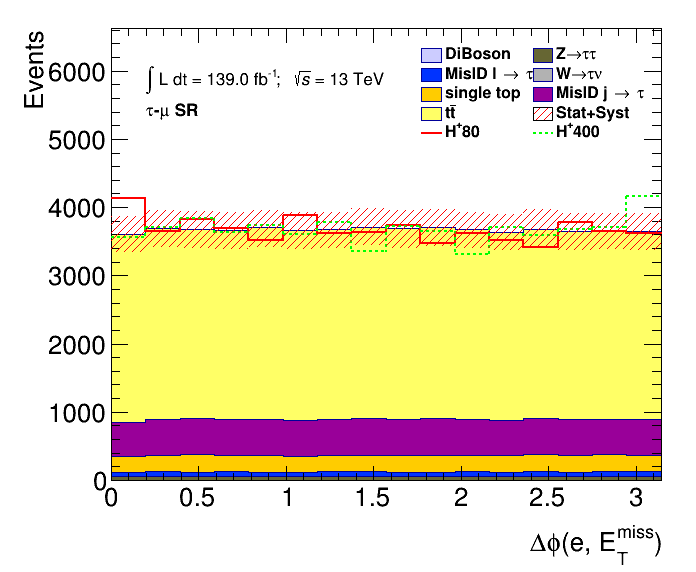 Events
6000
5000
4000
3000
2000
1000
0
∫ L dt = 139.0 fb⁻¹; √s = 13 TeV
τ-μ SR
DiBoson
Z→ττ
MisID l → τ
W→τν
single top
MisID j → τ
tt̄
Stat+Syst
H⁺80
H⁺400
0 0.5 1 1.5 2 2.5 3
Δϕ(e, E_T^miss)